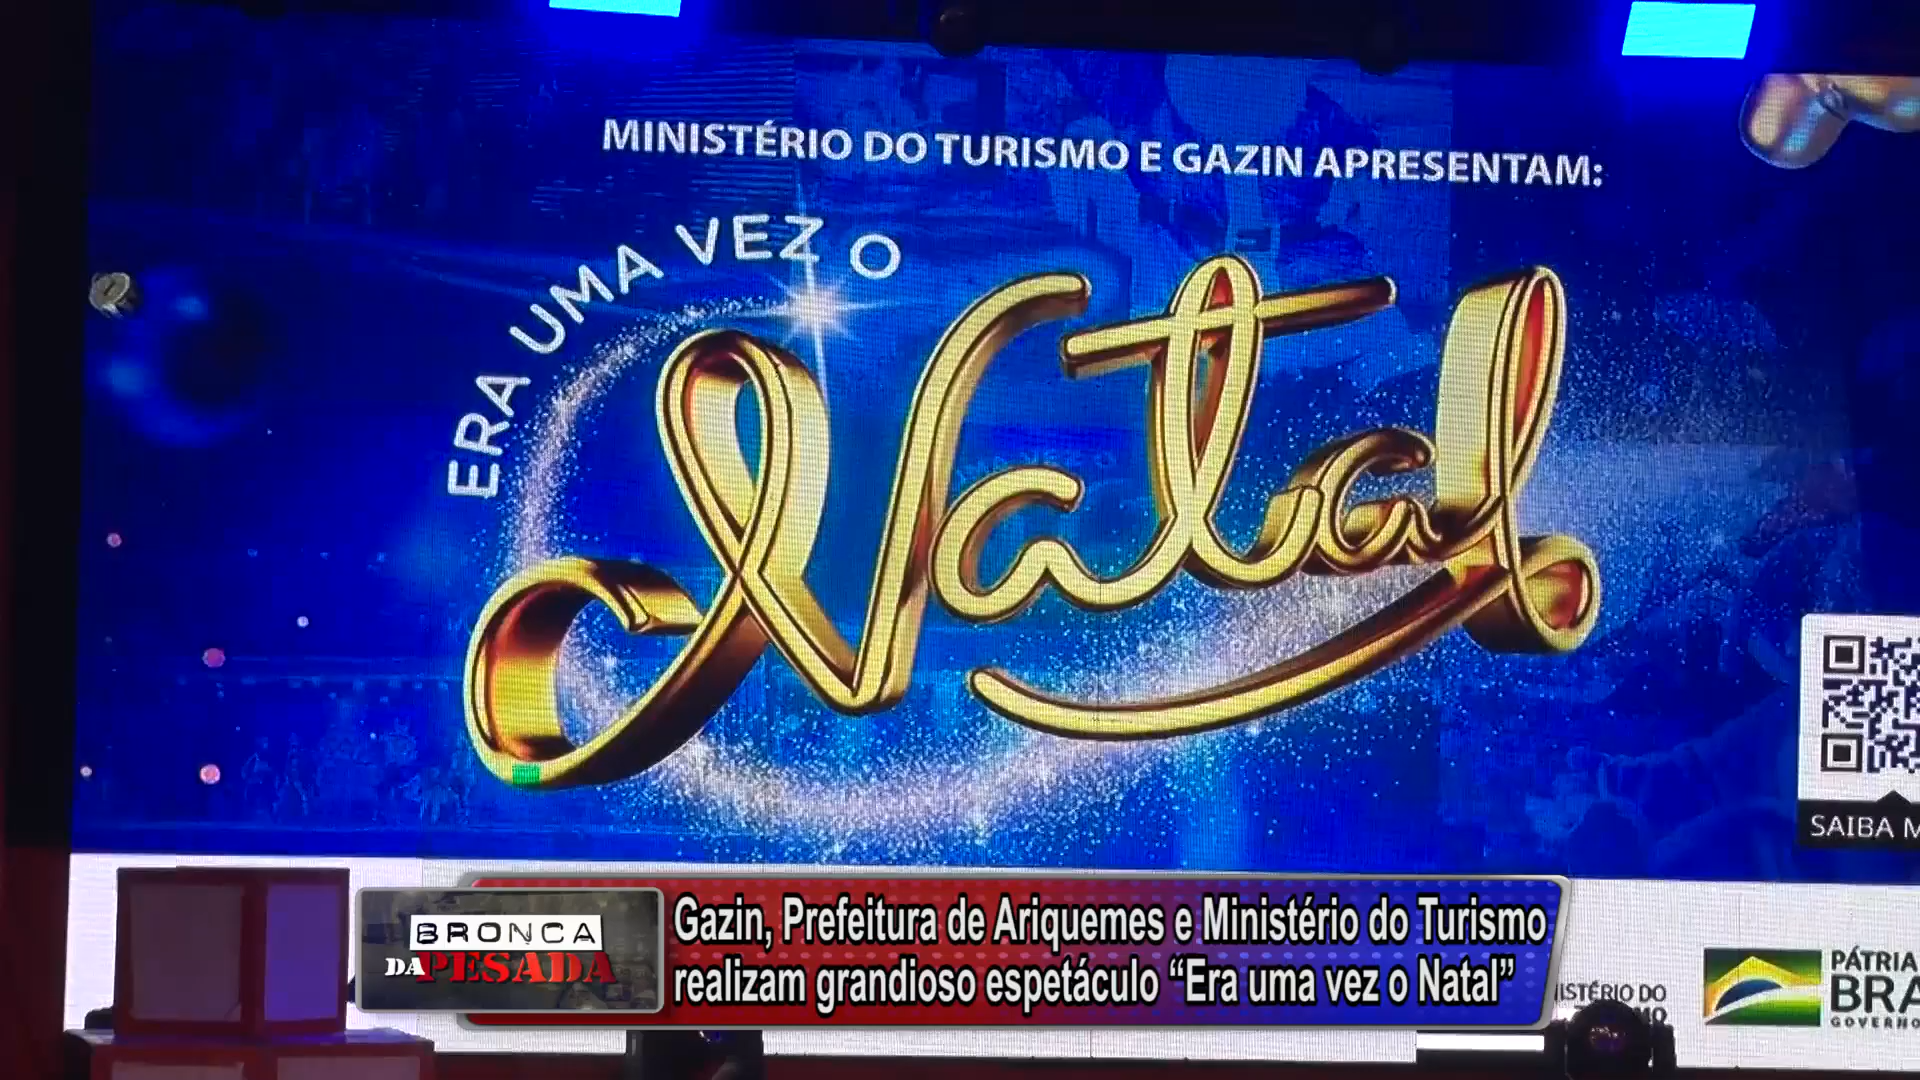 MINISTÉRIO DO TURISMO E GAZIN APRESENTAM:
ERA UMA VEZ O
Natal
SAIBA
BRONCA
DA PESADA
Gazin, Prefeitura de Ariquemes e Ministério do Turismo
realizam grandioso espetáculo “Era uma vez o Natal”
DO
PÁTRIA